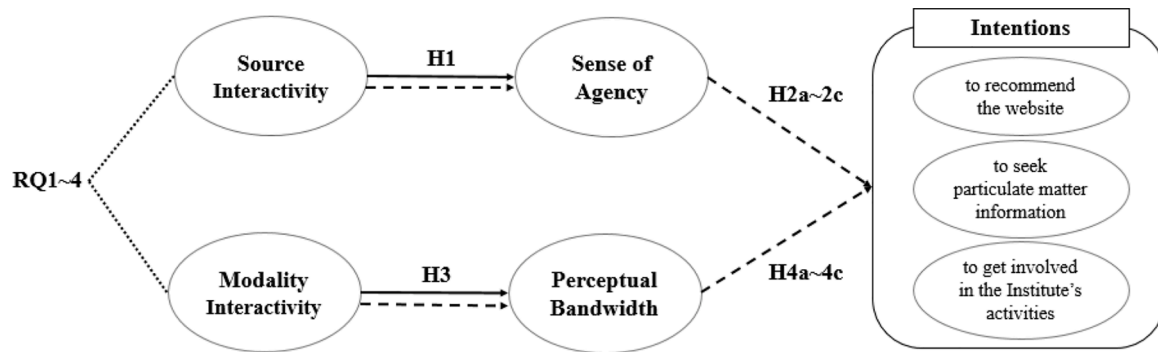 Source
Interactivity
H1
Sense of
Agency
H2a~2c
RQ1~4
Modality
Interactivity
H3
Perceptual
Bandwidth
H4a~4c
Intentions
to recommend
the website
to seek
particulate matter
information
to get involved
in the Institute's
activities